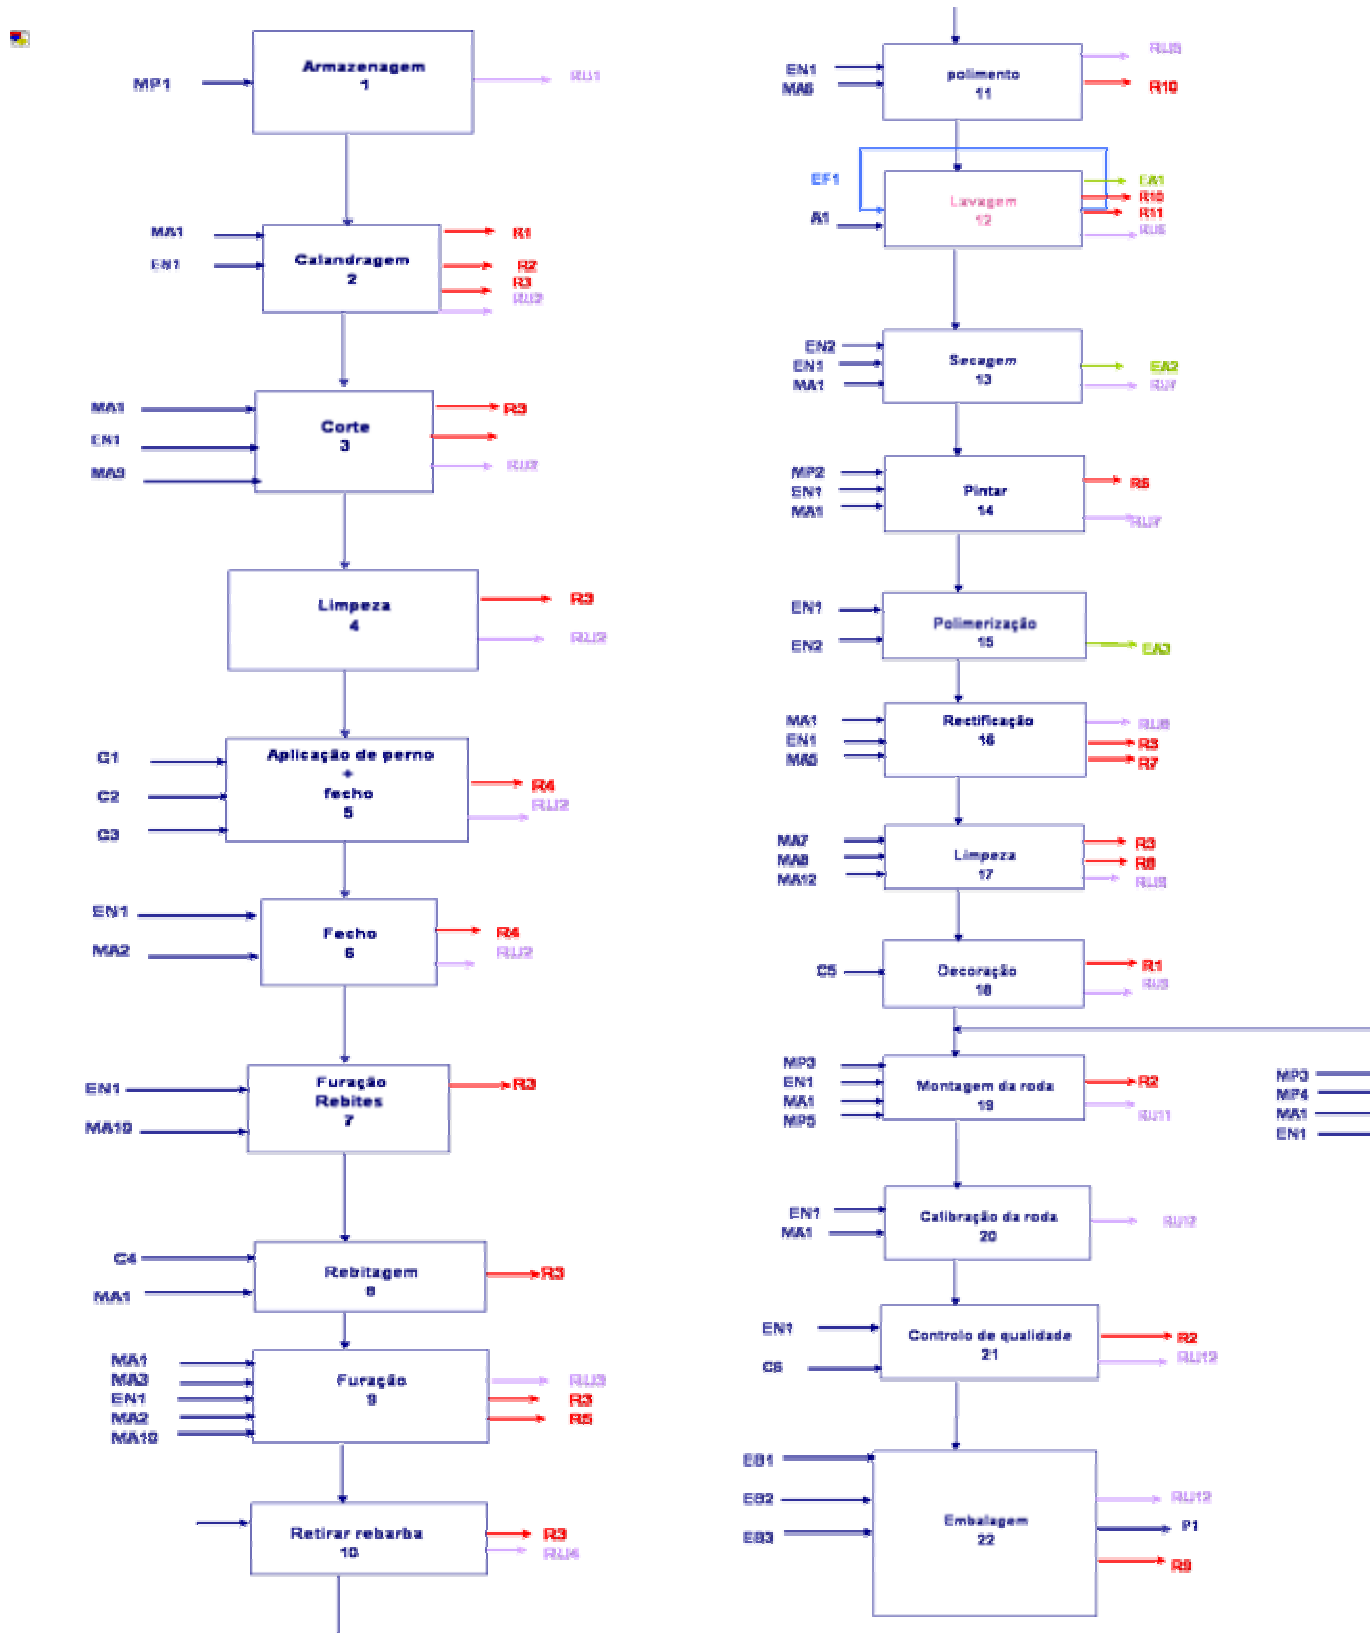 Armazenagem
1
MP1
RU1
MA1
EN1
Calandragem
2
R1
R2
R3
RU2
MA1
EN1
MA3
Corte
3
R3
RU2
Limpeza
4
R3
RU2
C1
C2
C3
Aplicação de perno
+
fecho
5
R4
RU2
EN1
MA2
Fecho
6
R4
RU2
EN1
MA10
Furação
Rebites
7
R3
C4
MA1
Rebitagem
8
R3
MA1
MA3
EN1
MA2
MA10
Furação
9
RU3
R3
R5
Retirar rebarba
10
R3
RU4
EN1
MA6
polimento
11
RU5
R10
EF1
A1
Lavagem
12
EA1
R10
R11
RU6
EN2
EN1
MA1
Secagem
13
EA2
RU7
MP2
EN1
MA1
Pintar
14
R6
RU7
EN1
EN2
Polimerização
15
MA1
EN1
MA5
Rectificação
16
RU8
R3
R7
MA7
MA8
MA12
Limpeza
17
R3
R8
RU9
C5
Decoração
18
R1
RU9
MP3
EN1
MA1
MP5
Montagem da roda
19
R2
RU11
MP3
MP4
MA1
EN1
EN1
MA1
Calibração da roda
20
RU12
EN1
C6
Controlo de qualidade
21
R2
RU12
EB1
EB2
EB3
Embalagem
22
RU12
P1
R9